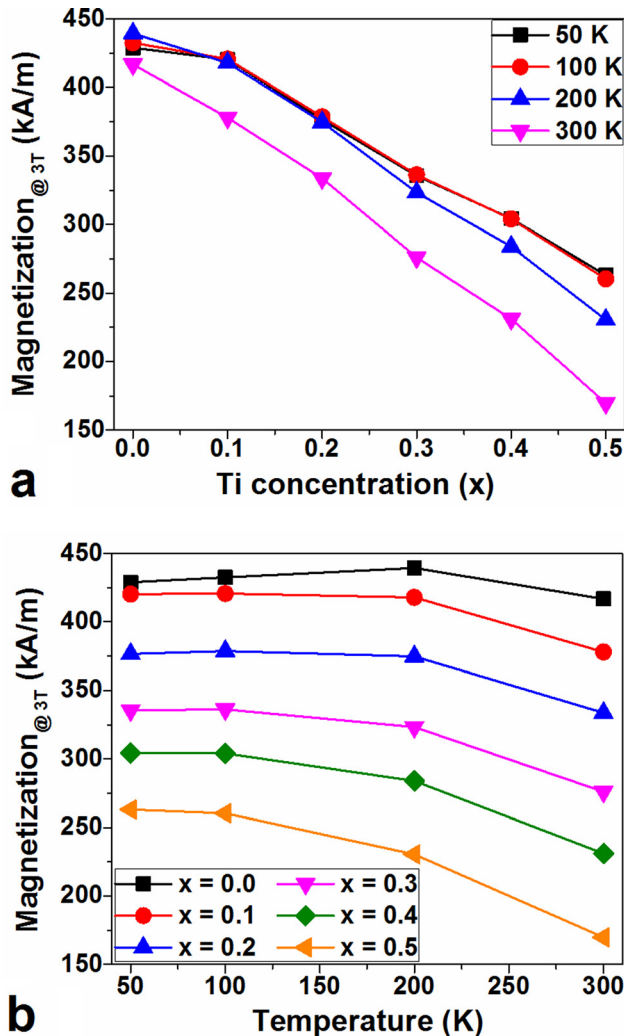 450
400
350
300
250
200
150
Magnetization@ 3T (kA/m)
50 K
100 K
200 K
300 K
0.0 0.1 0.2 0.3 0.4 0.5
Ti concentration (x)
a
450
400
350
300
250
200
150
Magnetization@ 3T (kA/m)
x = 0.0 x = 0.3
x = 0.1 x = 0.4
x = 0.2 x = 0.5
50 100 150 200 250 300
Temperature (K)
b